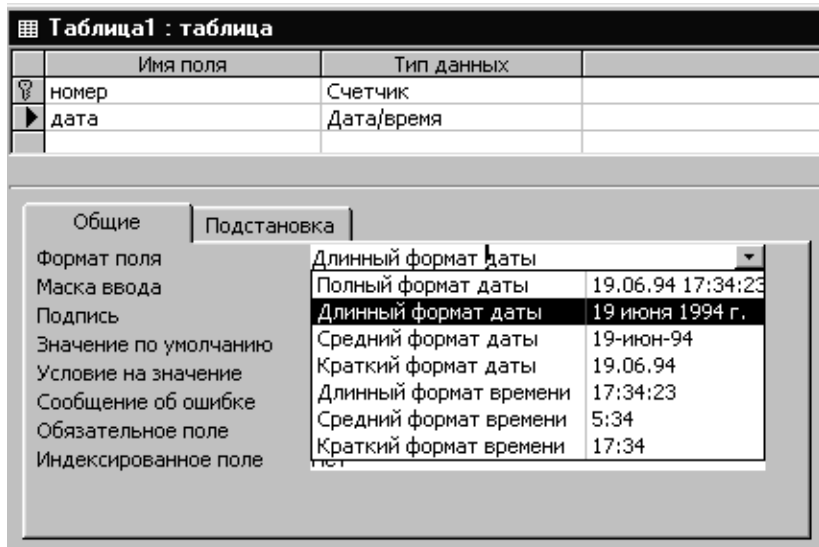 Таблица1 : таблица
Имя поля Тип данных
номер Счетчик
дата Дата/время
Общие Подстановка
Формат поля Длинный формат даты
Маска ввода Полный формат даты 19.06.94 17:34:23
Подпись Длинный формат даты 19 июня 1994 г.
Значение по умолчанию Средний формат даты 19-июн-94
Условие на значение Краткий формат даты 19.06.94
Сообщение об ошибке Длинный формат времени 17:34:23
Обязательное поле Средний формат времени 5:34
Индексированное поле Краткий формат времени 17:34
Нет